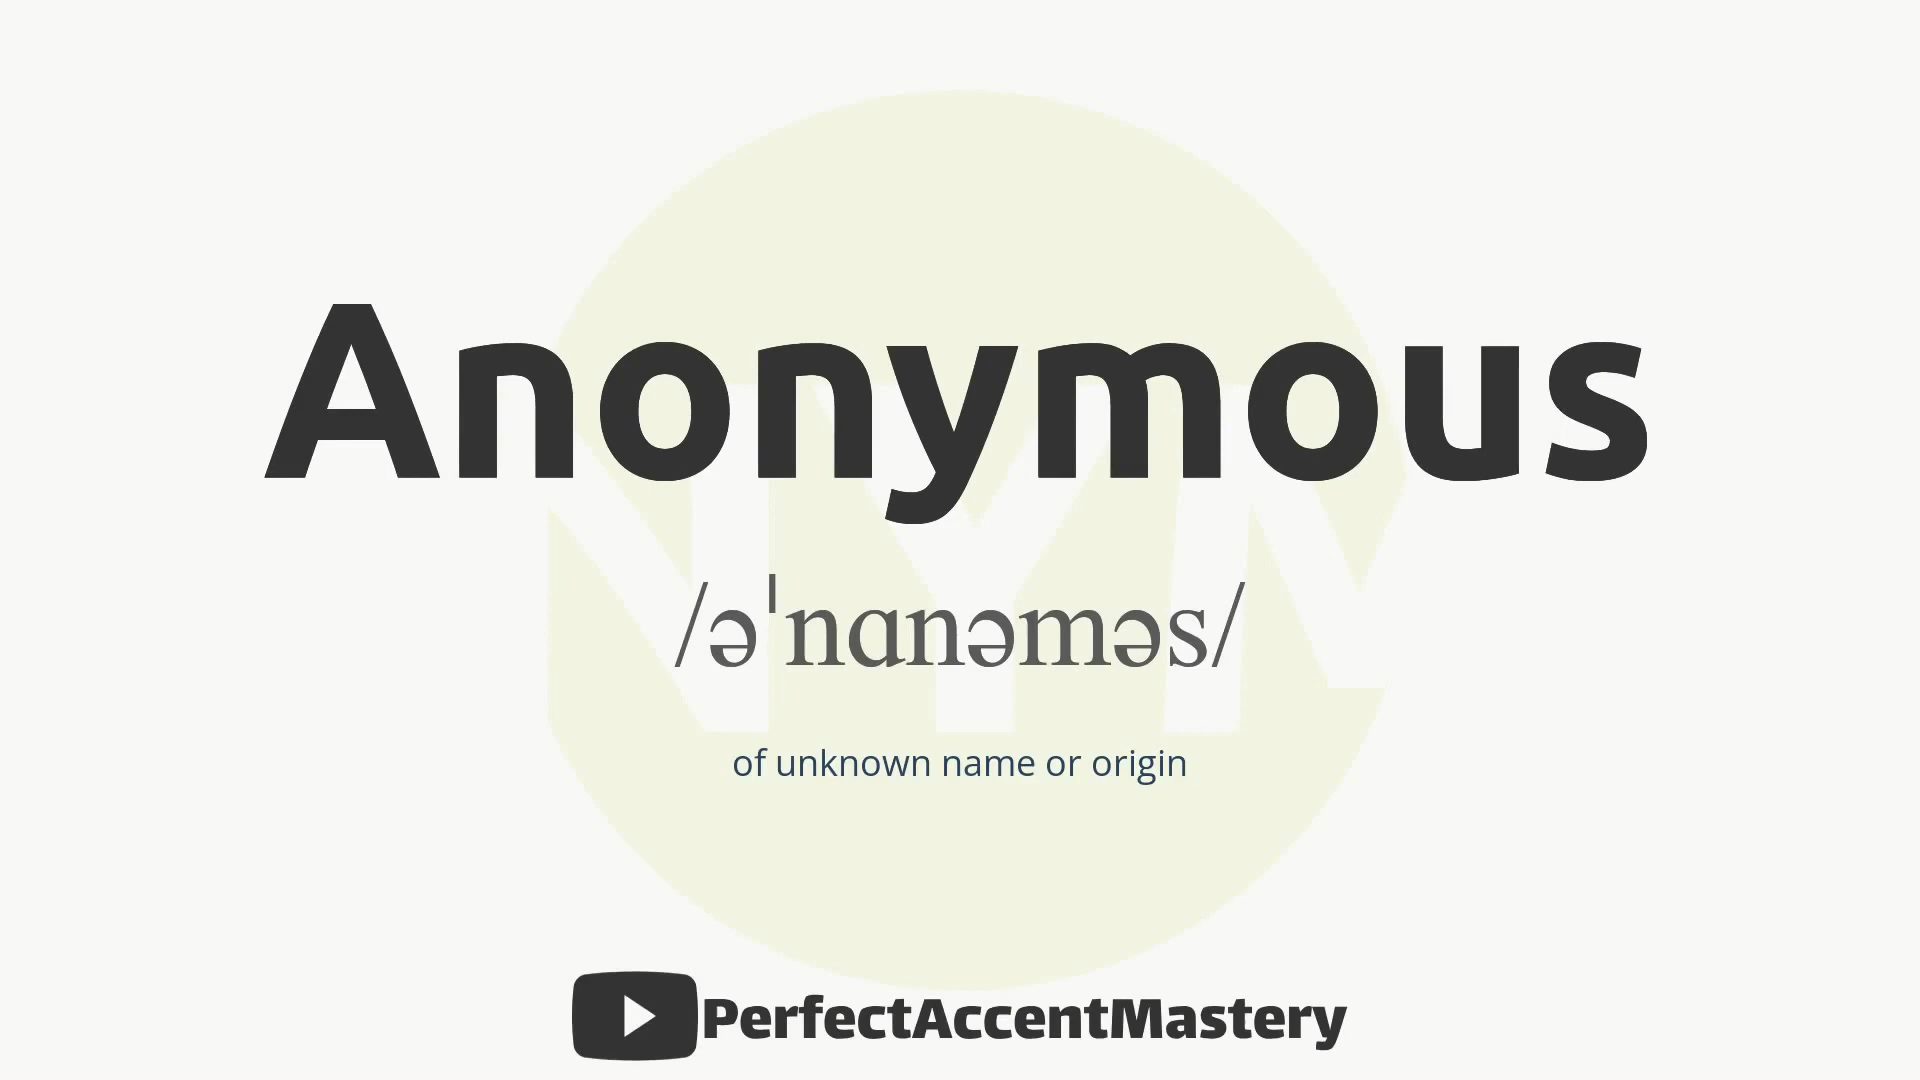 Anonymous
/əˈnɑnəməs/
of unknown name or origin
PerfectAccentMastery